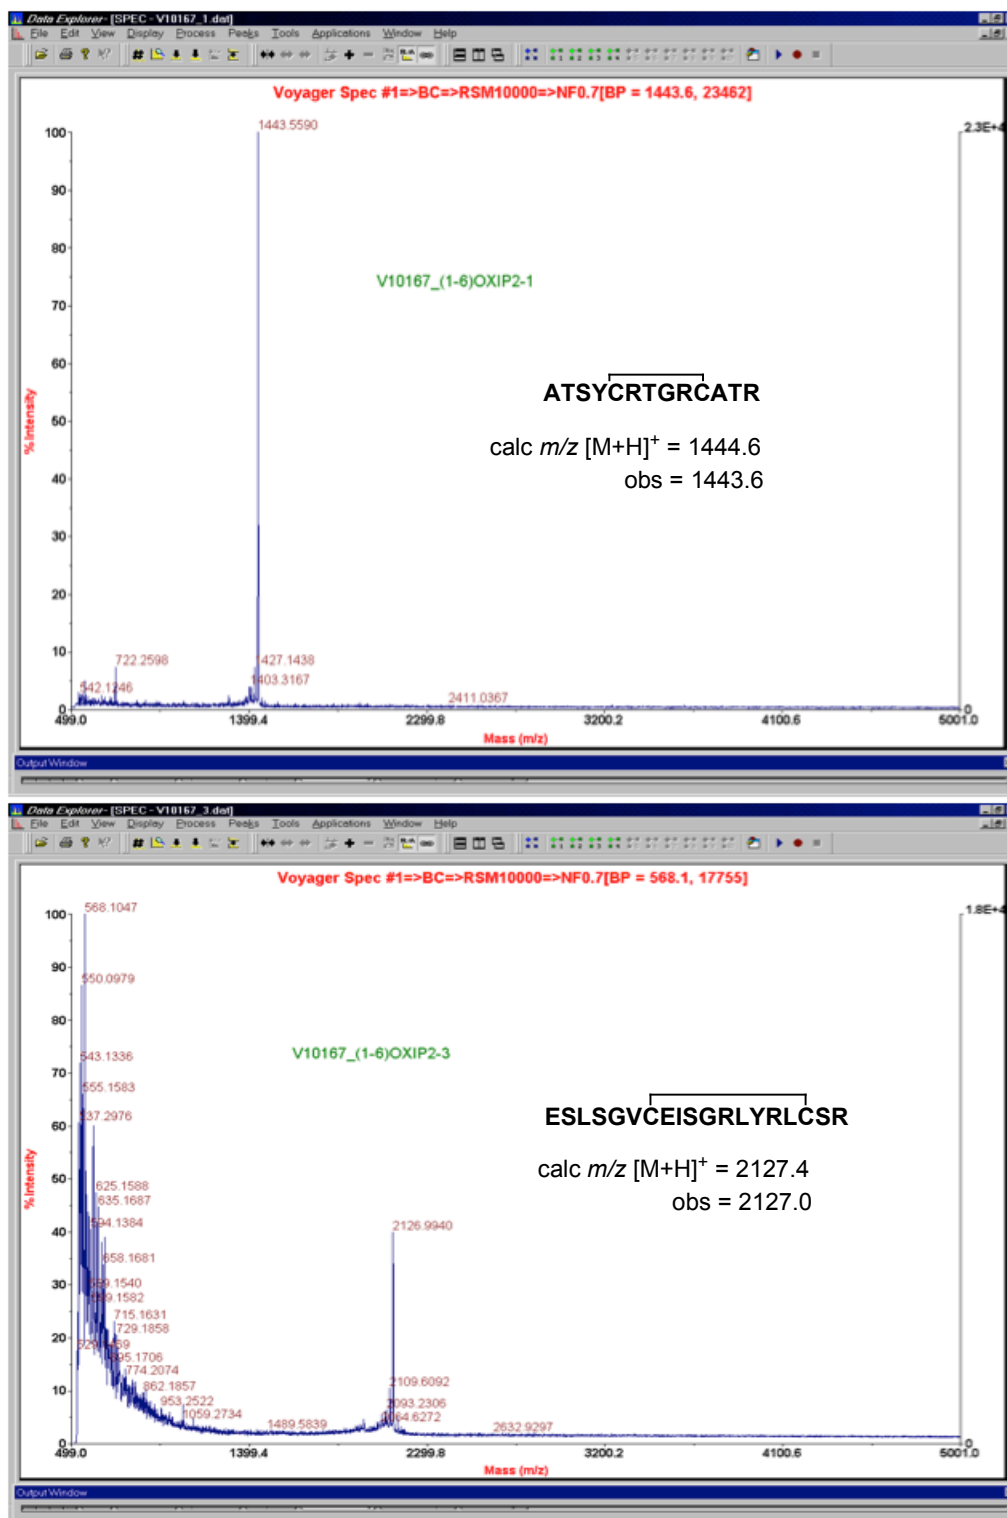 Data Explorer - [SPEC - V10167_1.dat]
File Edit View Display Process Peaks Tools Applications Window Help
Voyager Spec #1=>BC=>RSM10000=>NF0.7[BP = 1443.6, 23462]
1443.5590
100
2.3E+4
90
80
V10167_(1-6)OXIP2-1
70
60
ATSYCRTGRCATR
50
% Intensity
calc m/z [M+H]+ = 1444.6
obs = 1443.6
40
30
20
10
722.2598
1427.1438
1403.3167
542.1246
2411.0367
0
0
499.0
1399.4
2299.8
3200.2
4100.6
5001.0
Mass (m/z)
Output Window
Data Explorer - [SPEC - V10167_3.dat]
File Edit View Display Process Peaks Tools Applications Window Help
Voyager Spec #1=>BC=>RSM10000=>NF0.7[BP = 568.1, 17755]
568.1047
100
1.8E+4
90
550.0979
80
V10167_(1-6)OXIP2-3
543.1336
70
555.1583
537.2976
60
ESLSGVCEISGRLYRLCSR
50
% Intensity
calc m/z [M+H]+ = 2127.4
obs = 2127.0
625.1588
635.1687
594.1384
40
2126.9940
658.1681
30
715.1631
729.1858
20
774.2074
862.1857
953.2522
1059.2734
1489.5839
10
2109.6092
2093.2306
2632.9297
0
0
499.0
1399.4
2299.8
3200.2
4100.6
5001.0
Mass (m/z)
Output Window